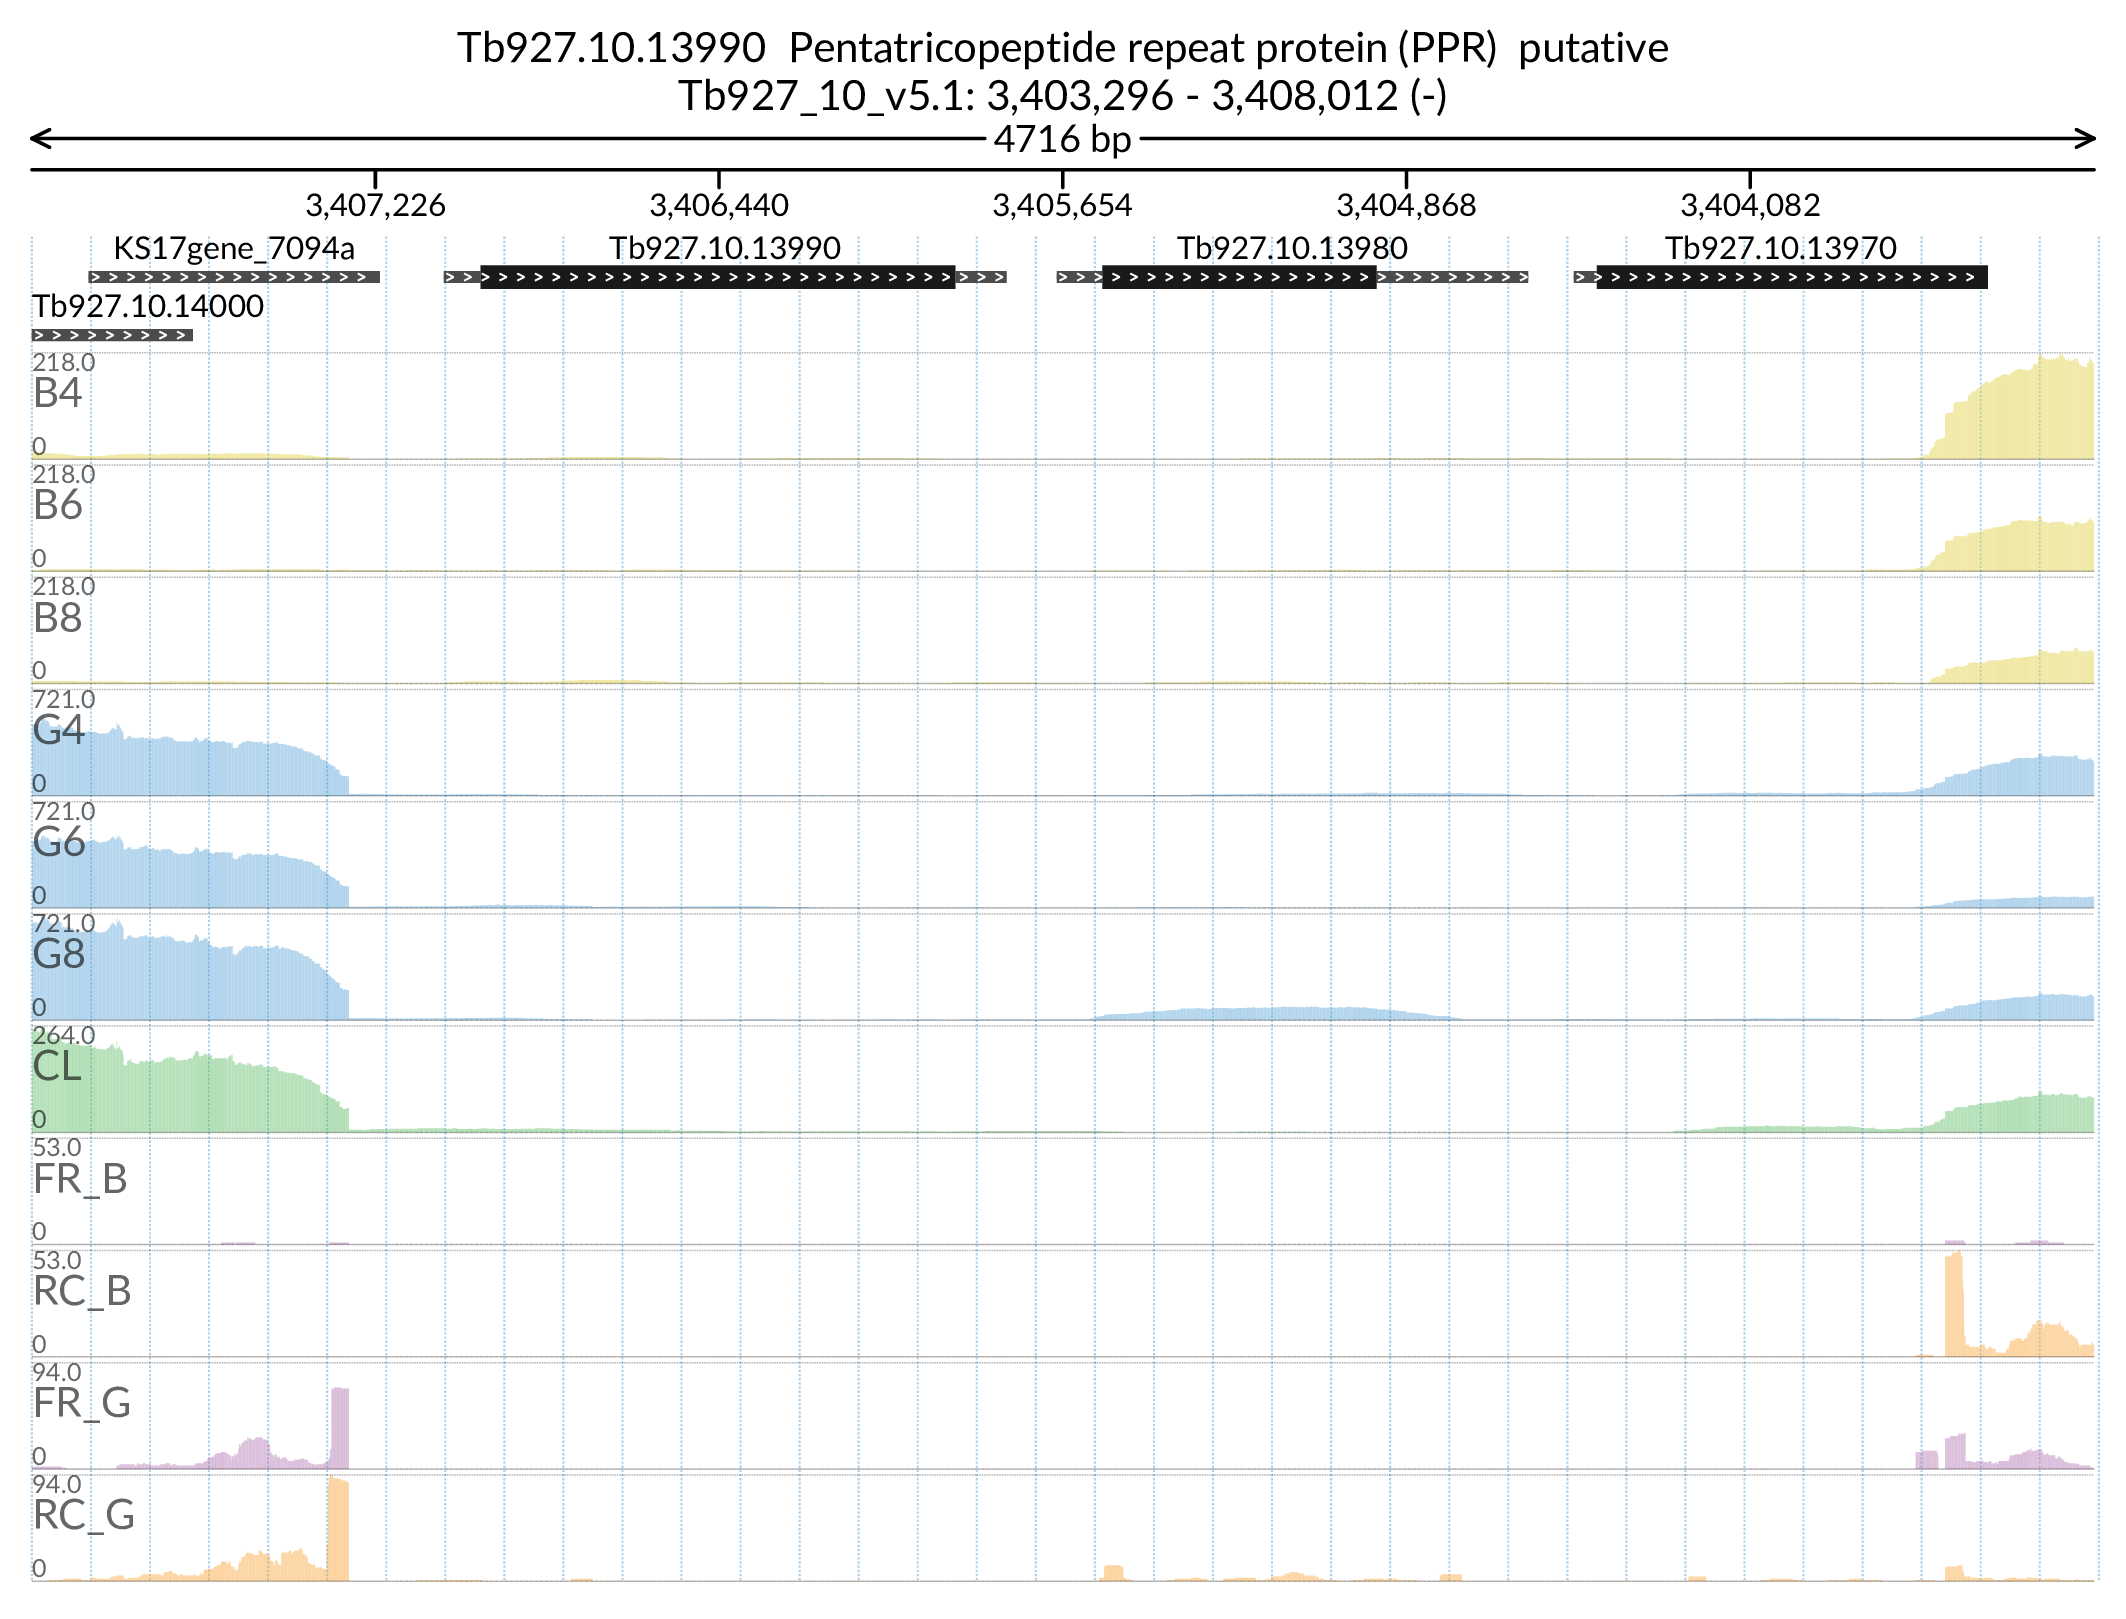 Tb927.10.13990 Pentatricopeptide repeat protein (PPR) putative
Tb927_10_v5.1: 3,403,296 - 3,408,012 (-)
4716 bp
3,407,226 3,406,440 3,405,654 3,404,868 3,404,082
KS17gene_7094a Tb927.10.13990 Tb927.10.13980 Tb927.10.13970
Tb927.10.14000
218.0
B4
0
218.0
B6
0
218.0
B8
0
721.0
G4
0
721.0
G6
0
721.0
G8
0
264.0
CL
0
53.0
FR_B
0
53.0
RC_B
0
94.0
FR_G
0
94.0
RC_G
0